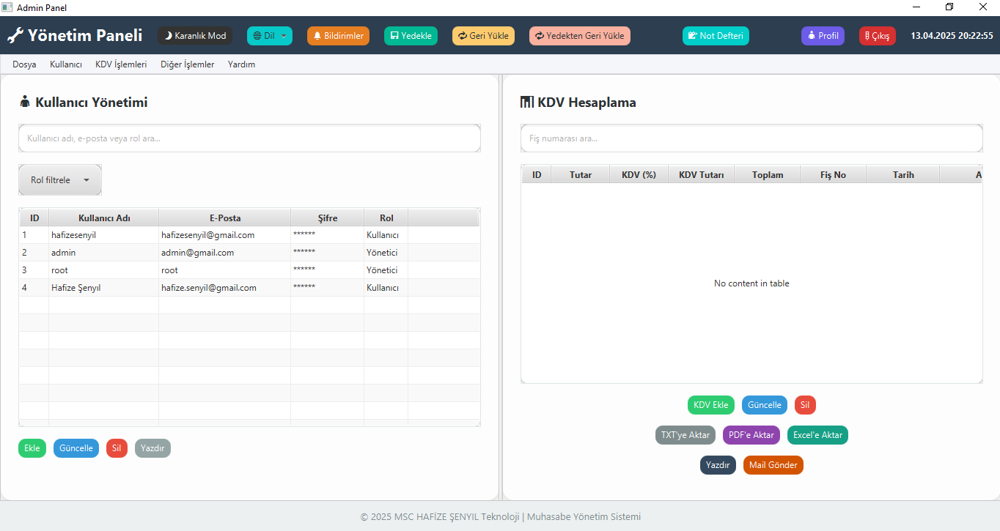 Admin Panel
Yönetim Paneli Karanlık Mod Dil Bildirimler Yedekle Geri Yükle Yedekten Geri Yükle Not Defteri Profil Çıkış 13.04.2025 20:22:55
Dosya Kullanıcı KDV İşlemleri Diğer İşlemler Yardım
Kullanıcı Yönetimi
Kullanıcı adı, e-posta veya rol ara...
Rol filtrele
ID Kullanıcı Adı E-Posta Şifre Rol
1 hafizesenyil hafizesenyil@gmail.com ****** Kullanıcı
2 admin admin@gmail.com ****** Yönetici
3 root root ****** Yönetici
4 Hafize Şenyıl hafize.senyil@gmail.com ****** Kullanıcı
Ekle Güncelle Sil Yazdır
KDV Hesaplama
Fiş numarası ara...
ID Tutar KDV (%) KDV Tutarı Toplam Fiş No Tarih A
No content in table
KDV Ekle Güncelle Sil
TXT'ye Aktar PDF'e Aktar Excel'e Aktar
Yazdır Mail Gönder
© 2025 MSC HAFİZE ŞENYIL Teknoloji | Muhasabe Yönetim Sistemi